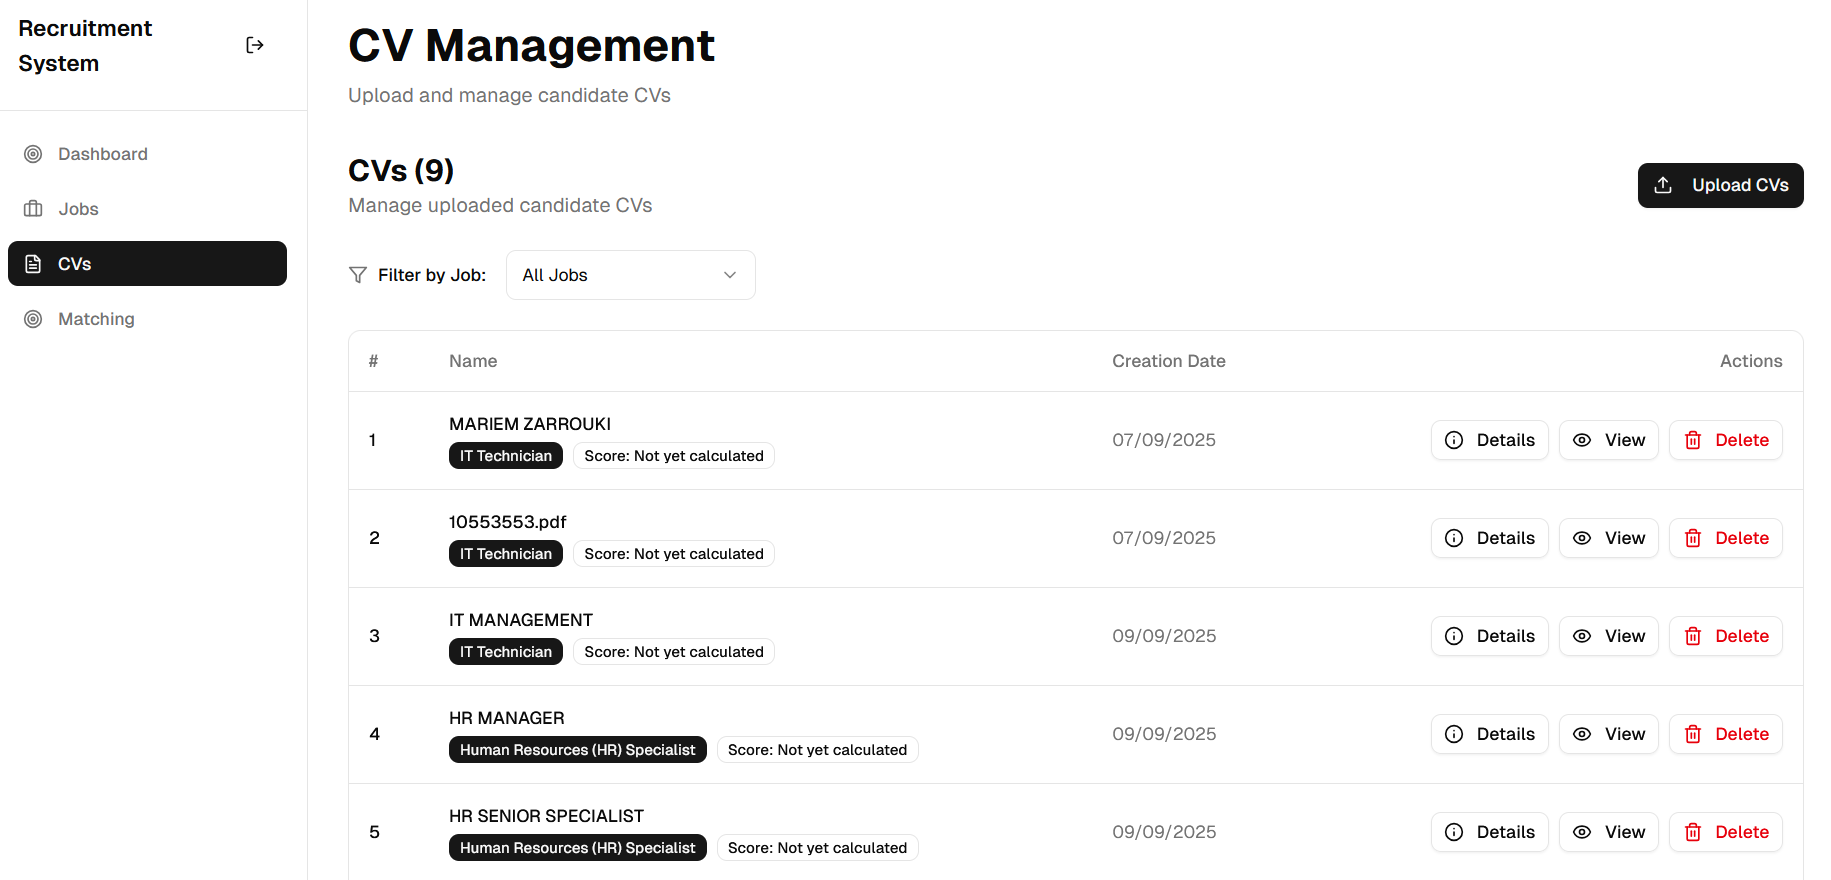 Recruitment
System
Dashboard
Jobs
CVs
Matching
CV Management
Upload and manage candidate CVs
CVs (9)
Manage uploaded candidate CVs
Upload CVs
Filter by Job: All Jobs
# Name Creation Date Actions
1 MARIEM ZARROUKI 07/09/2025 Details View Delete
IT Technician Score: Not yet calculated
2 10553553.pdf 07/09/2025 Details View Delete
IT Technician Score: Not yet calculated
3 IT MANAGEMENT 09/09/2025 Details View Delete
IT Technician Score: Not yet calculated
4 HR MANAGER 09/09/2025 Details View Delete
Human Resources (HR) Specialist Score: Not yet calculated
5 HR SENIOR SPECIALIST 09/09/2025 Details View Delete
Human Resources (HR) Specialist Score: Not yet calculated